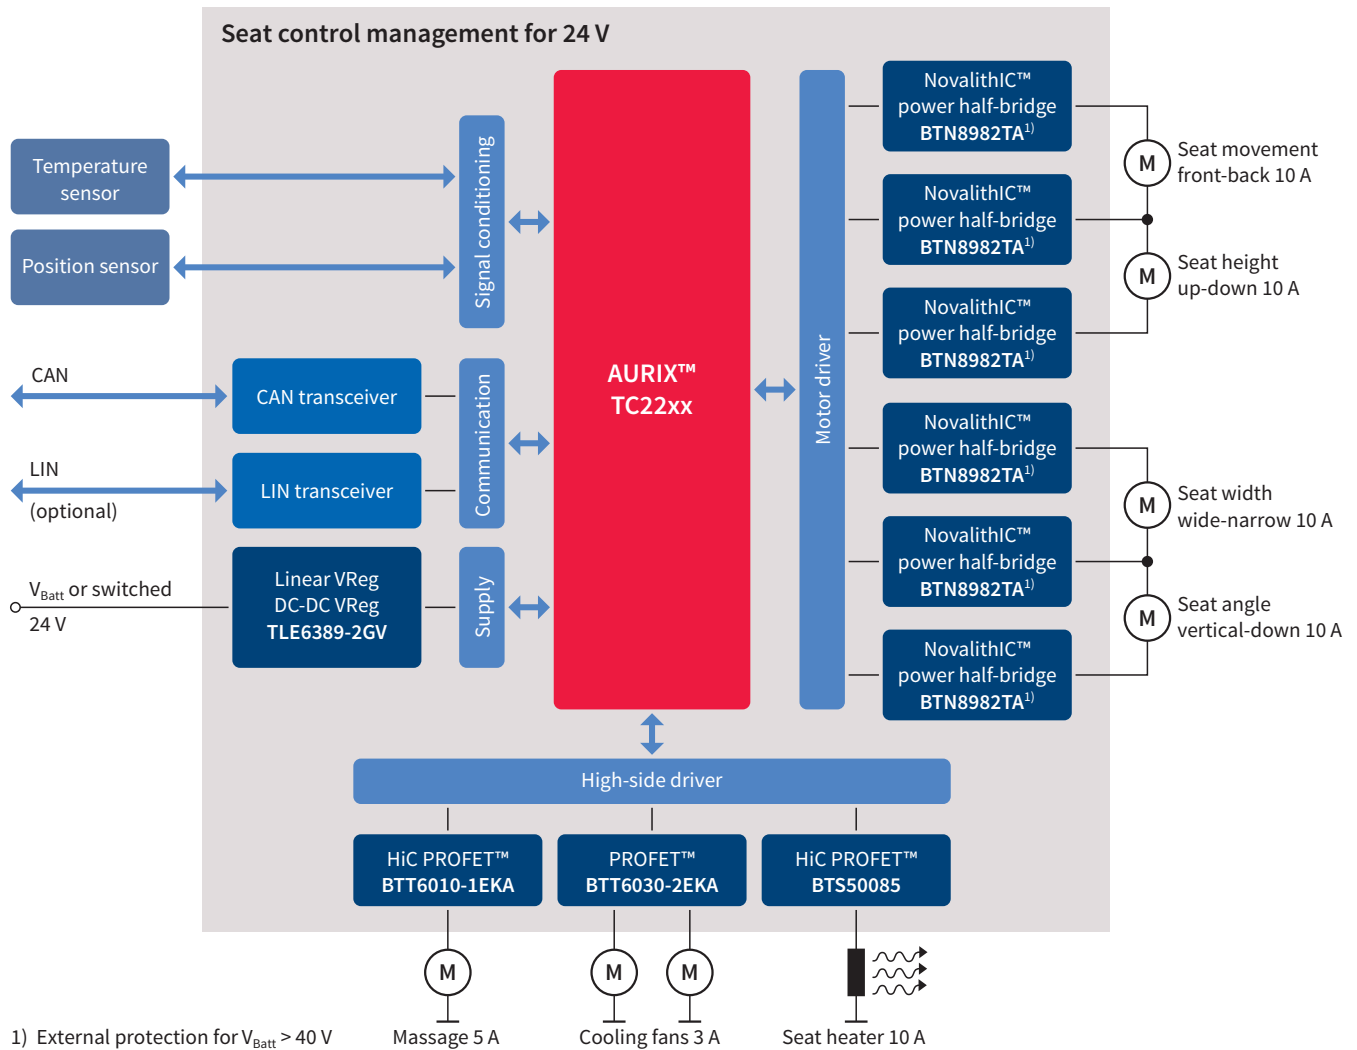 Seat control management for 24 V
Temperature
sensor
Position sensor
Signal conditioning
CAN
CAN transceiver
LIN
(optional)
LIN transceiver
Communication
V_Batt or switched
24 V
Linear VReg
DC-DC VReg
TLE6389-2GV
Supply
AURIX™
TC22xx
Motor driver
NovalithIC™
power half-bridge
BTN8982TA¹⁾
NovalithIC™
power half-bridge
BTN8982TA¹⁾
NovalithIC™
power half-bridge
BTN8982TA¹⁾
NovalithIC™
power half-bridge
BTN8982TA¹⁾
NovalithIC™
power half-bridge
BTN8982TA¹⁾
NovalithIC™
power half-bridge
BTN8982TA¹⁾
M
Seat movement
front-back 10 A
M
Seat height
up-down 10 A
M
Seat width
wide-narrow 10 A
M
Seat angle
vertical-down 10 A
High-side driver
HiC PROFET™
BTT6010-1EKA
PROFET™
BTT6030-2EKA
HiC PROFET™
BTS50085
M
M
M
Massage 5 A
Cooling fans 3 A
Seat heater 10 A
1) External protection for V_Batt > 40 V